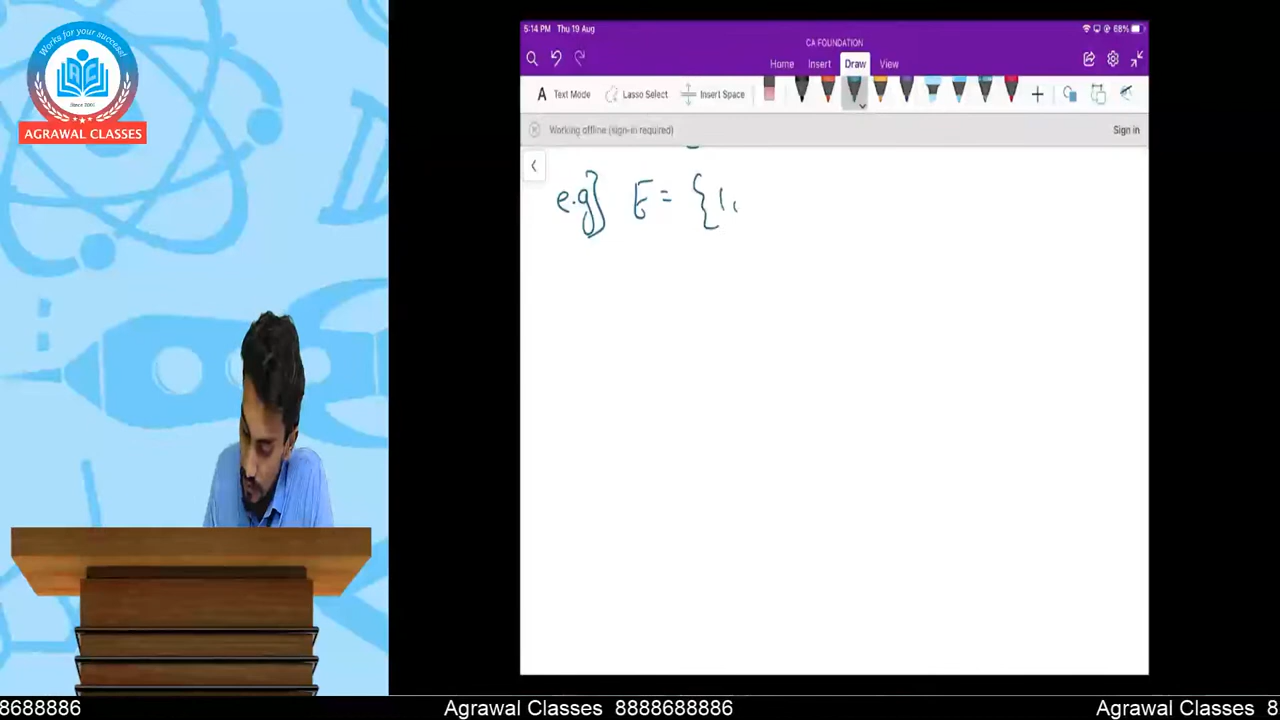 Works for your success!
AC
Since 2001
AGRAWAL CLASSES
5:14 PM Thu 19 Aug
68%
CA FOUNDATION
Home Insert Draw View
A Text Mode Lasso Select Insert Space
Working offline (sign-in required) Sign in
e.g} E = {1,
8688886 Agrawal Classes 8888688886 Agrawal Classes 8